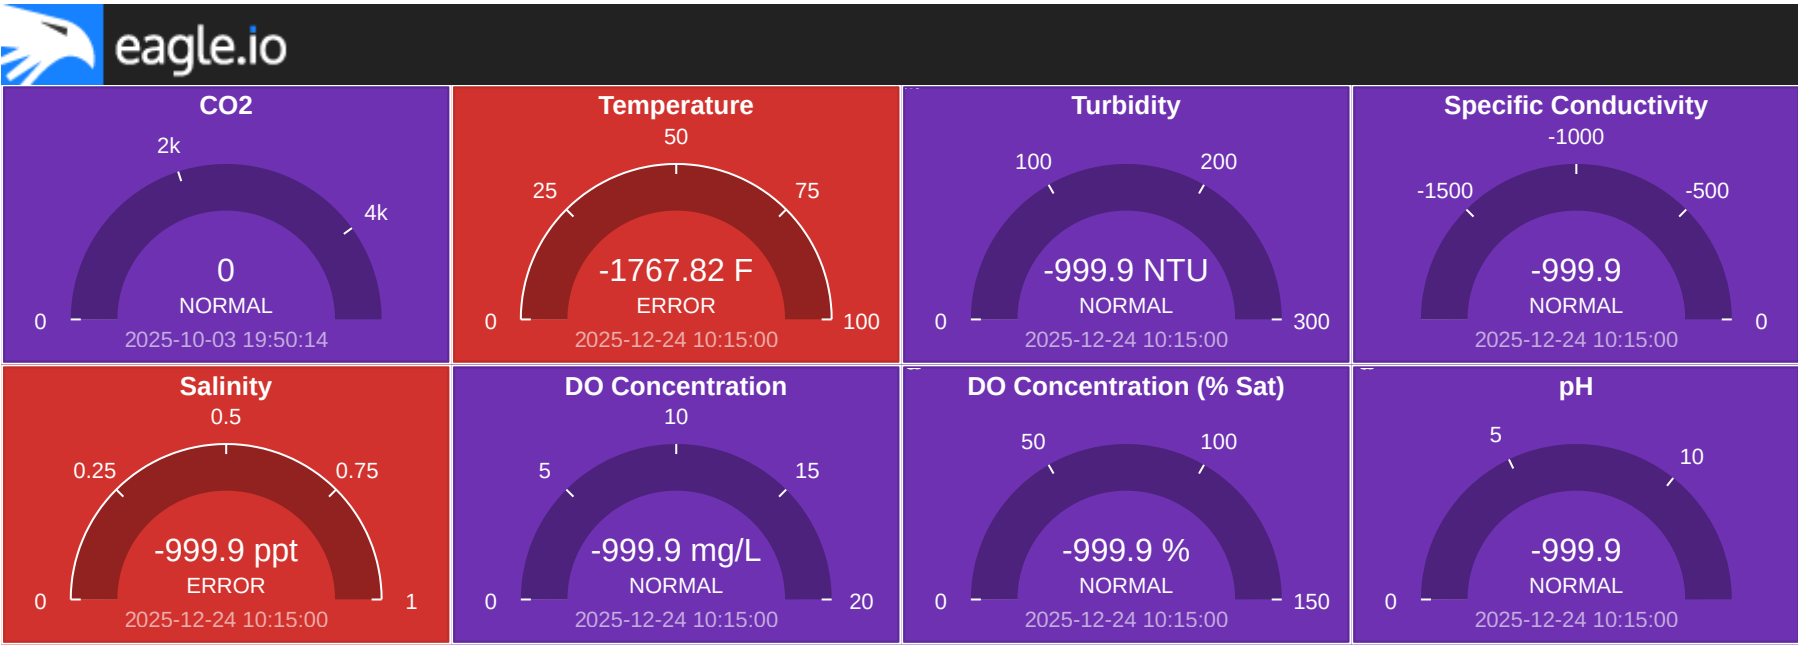 eagle.io
CO2
2k
4k
0
0
NORMAL
2025-10-03 19:50:14
Temperature
50
25
75
-1767.82 F
ERROR
0
100
2025-12-24 10:15:00
Turbidity
100
200
-999.9 NTU
NORMAL
0
300
2025-12-24 10:15:00
Specific Conductivity
-1000
-1500
-500
-999.9
NORMAL
0
2025-12-24 10:15:00
Salinity
0.5
0.25
0.75
-999.9 ppt
ERROR
0
1
2025-12-24 10:15:00
DO Concentration
10
5
15
-999.9 mg/L
NORMAL
0
20
2025-12-24 10:15:00
DO Concentration (% Sat)
50
100
-999.9 %
NORMAL
0
150
2025-12-24 10:15:00
pH
5
10
-999.9
NORMAL
0
2025-12-24 10:15:00